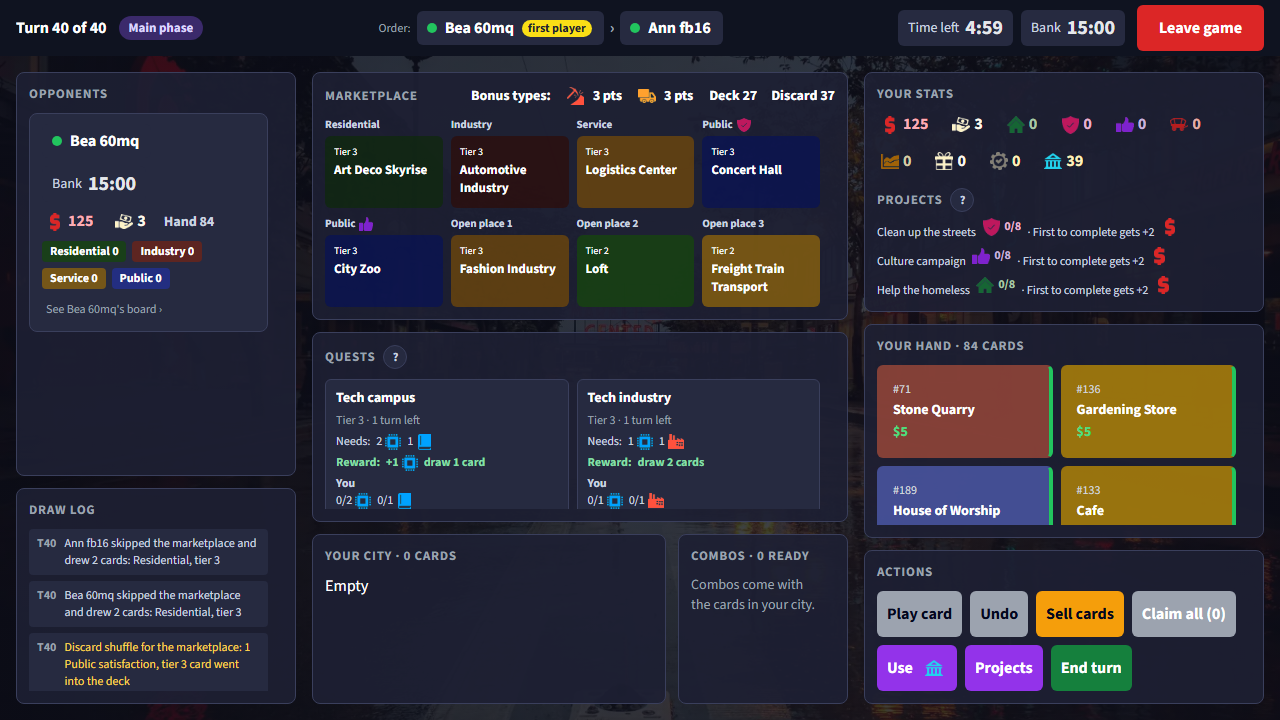 Turn 40 of 40
Main phase
Order:
Bea 60mq
first player
›
Ann fb16
Time left 4:59
Bank 15:00
Leave game
OPPONENTS
Bea 60mq
Bank 15:00
125
3
Hand 84
Residential 0
Industry 0
Service 0
Public 0
See Bea 60mq's board ›
DRAW LOG
T40 Ann fb16 skipped the marketplace and
drew 2 cards: Residential, tier 3
T40 Bea 60mq skipped the marketplace
and drew 2 cards: Residential, tier 3
T40 Discard shuffle for the marketplace: 1
Public satisfaction, tier 3 card went
into the deck
MARKETPLACE
Bonus types:
3 pts
3 pts
Deck 27
Discard 37
Residential
Tier 3
Art Deco Skyrise
Industry
Tier 3
Automotive
Industry
Service
Tier 3
Logistics Center
Public
Tier 3
Concert Hall
Public
Tier 3
City Zoo
Open place 1
Tier 3
Fashion Industry
Open place 2
Tier 2
Loft
Open place 3
Tier 2
Freight Train
Transport
QUESTS
?
Tech campus
Tier 3 · 1 turn left
Needs: 2 1
Reward: +1 draw 1 card
You
0/2 0/1
Tech industry
Tier 3 · 1 turn left
Needs: 1 1
Reward: draw 2 cards
You
0/1 0/1
YOUR CITY · 0 CARDS
Empty
COMBOS · 0 READY
Combos come with
the cards in your city.
YOUR STATS
125
3
0
0
0
0
0
0
0
39
PROJECTS
?
Clean up the streets 0/8 · First to complete gets +2
Culture campaign 0/8 · First to complete gets +2
Help the homeless 0/8 · First to complete gets +2
YOUR HAND · 84 CARDS
#71
Stone Quarry
$5
#136
Gardening Store
$5
#189
House of Worship
#133
Cafe
ACTIONS
Play card
Undo
Sell cards
Claim all (0)
Use
Projects
End turn